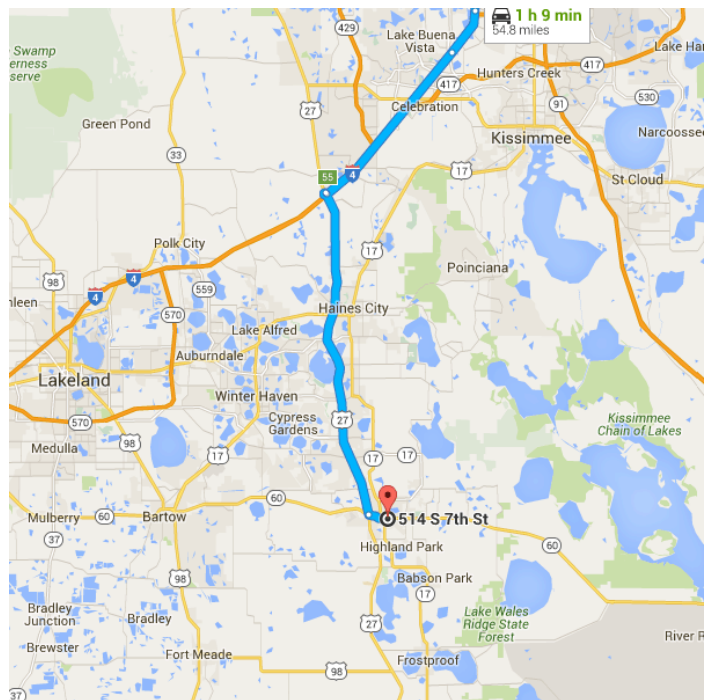 1 h 9 min
54.8 miles
429
Lake Buena
Vista
Swamp
erness
serve
Lake Har
417
Hunters Creek
417
27
417
Celebration
91
530
Green Pond
Kissimmee
Narcoossee
33
55
4
17
St Cloud
Polk City
17
98
4
559
Poinciana
4
hleen
570
Haines City
Lake Alfred
Auburndale
Lakeland
Winter Haven
Kissimmee
Chain of Lakes
570
98
Cypress
Gardens
27
Medulla
17
17
17
60
514 S 7th St
Mulberry
Bartow
60
Highland Park
60
37
98
Babson Park
17
Bradley
Junction
Bradley
Lake Wales
Ridge State
Forest
27
River R
Brewster
Fort Meade
98
Frostproof
37
17